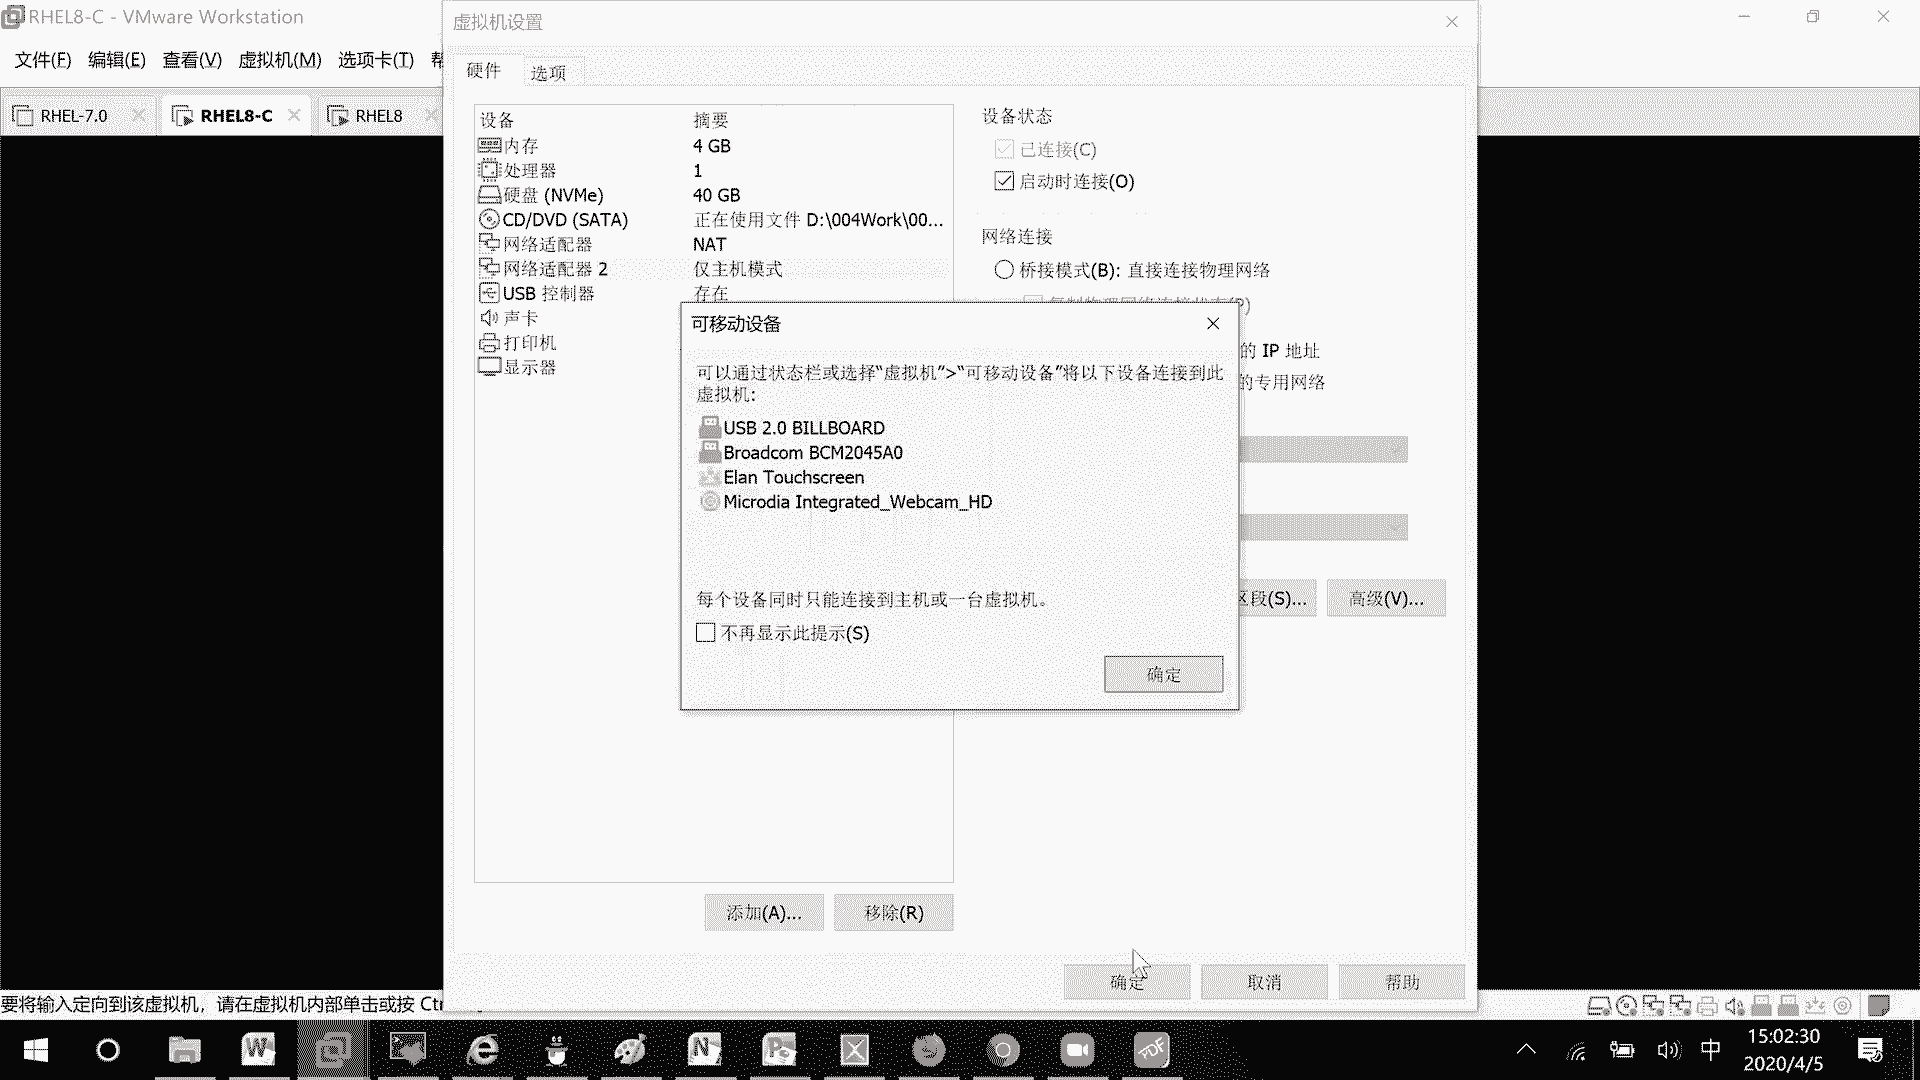 RHEL8-C - VMware Workstation
文件(F) 编辑(E) 查看(V) 虚拟机(M) 选项卡(T) 帮
RHEL-7.0
RHEL8-C
RHEL8
虚拟机设置
硬件 选项
设备 摘要
内存 4 GB
处理器 1
硬盘 (NVMe) 40 GB
CD/DVD (SATA) 正在使用文件 D:\004Work\00...
网络适配器 NAT
网络适配器 2 仅主机模式
USB 控制器 存在
声卡
打印机
显示器
设备状态
已连接(C)
启动时连接(O)
网络连接
桥接模式(B): 直接连接物理网络
复制物理网络连接状态(P)
的 IP 地址
的专用网络
区段(S)... 高级(V)...
可移动设备
可以通过状态栏或选择“虚拟机”>“可移动设备”将以下设备连接到此
虚拟机:
USB 2.0 BILLBOARD
Broadcom BCM2045A0
Elan Touchscreen
Microdia Integrated_Webcam_HD
每个设备同时只能连接到主机或一台虚拟机。
不再显示此提示(S)
确定
添加(A)... 移除(R)
确定 取消 帮助
要将输入定向到该虚拟机，请在虚拟机内部单击或按 Ctr
中
15:02:30
2020/4/5